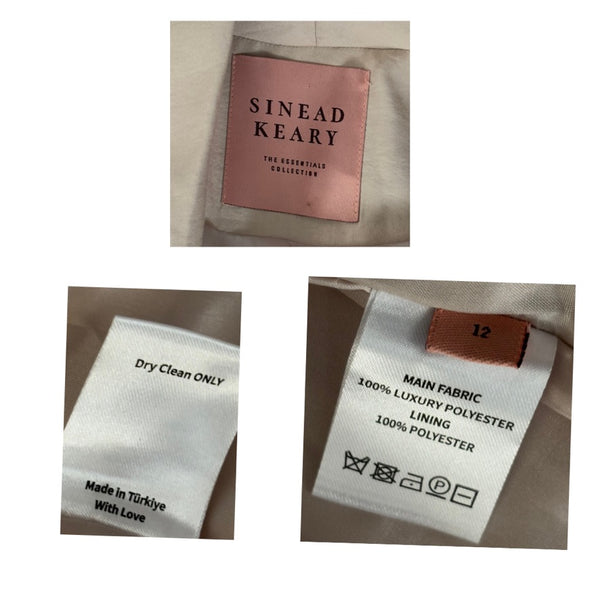 SINEAD
KEARY
THE ESSENTIALS
COLLECTION
Dry Clean ONLY
Made in Türkiye
With Love
12
MAIN FABRIC
100% LUXURY POLYESTER
LINING
100% POLYESTER
P